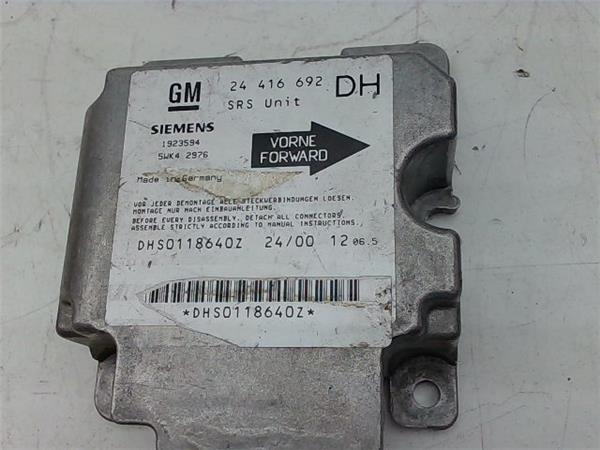 GM
24 416 692 DH
SRS Unit
SIEMENS
1923594
5WK4 2976
VORNE
FORWARD
Made in Germany
VOR JEDER DEMONTAGE ALLE STECKVERBINDUNGEN LOESEN.
MONTAGE NUR NACH EINBAUANLEITUNG.
BEFORE EVERY DISASSEMBLY, DETACH ALL CONNECTORS
ASSEMBLE STRICTLY ACCORDING TO MANUAL INSTRUCTIONS.
DHS0118640Z 24/00 12 06.5
*DHS0118640Z*